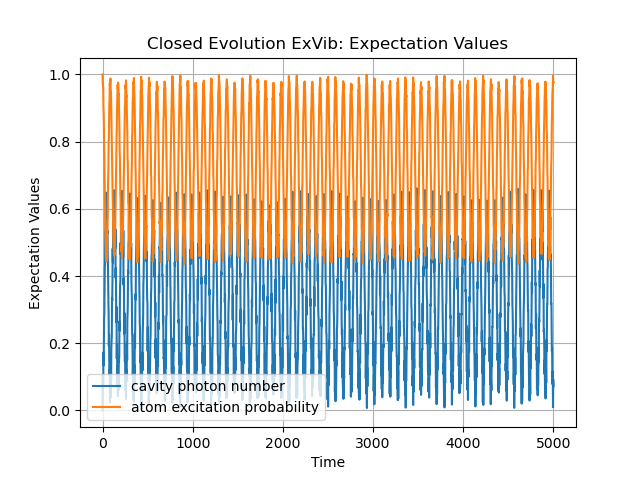 Closed Evolution ExVib: Expectation Values
Expectation Values
1.0
0.8
0.6
0.4
0.2
0.0
cavity photon number
atom excitation probability
0
1000
2000
3000
4000
5000
Time